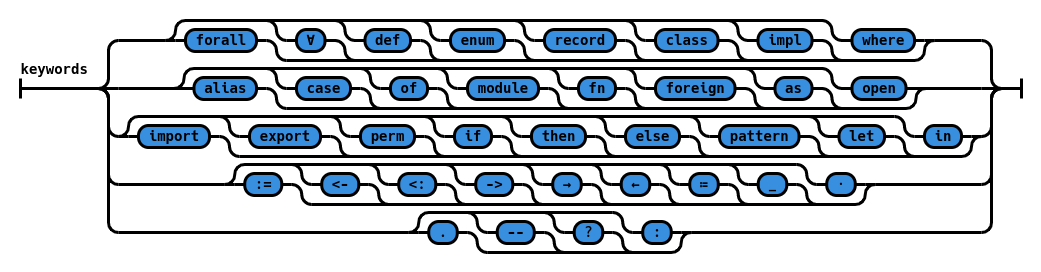 forall ∀ def enum record class impl where
keywords
alias case of module fn foreign as open
import export perm if then else pattern let in
:= <- <: -> → ← ≔ _ ·
. -- ? :